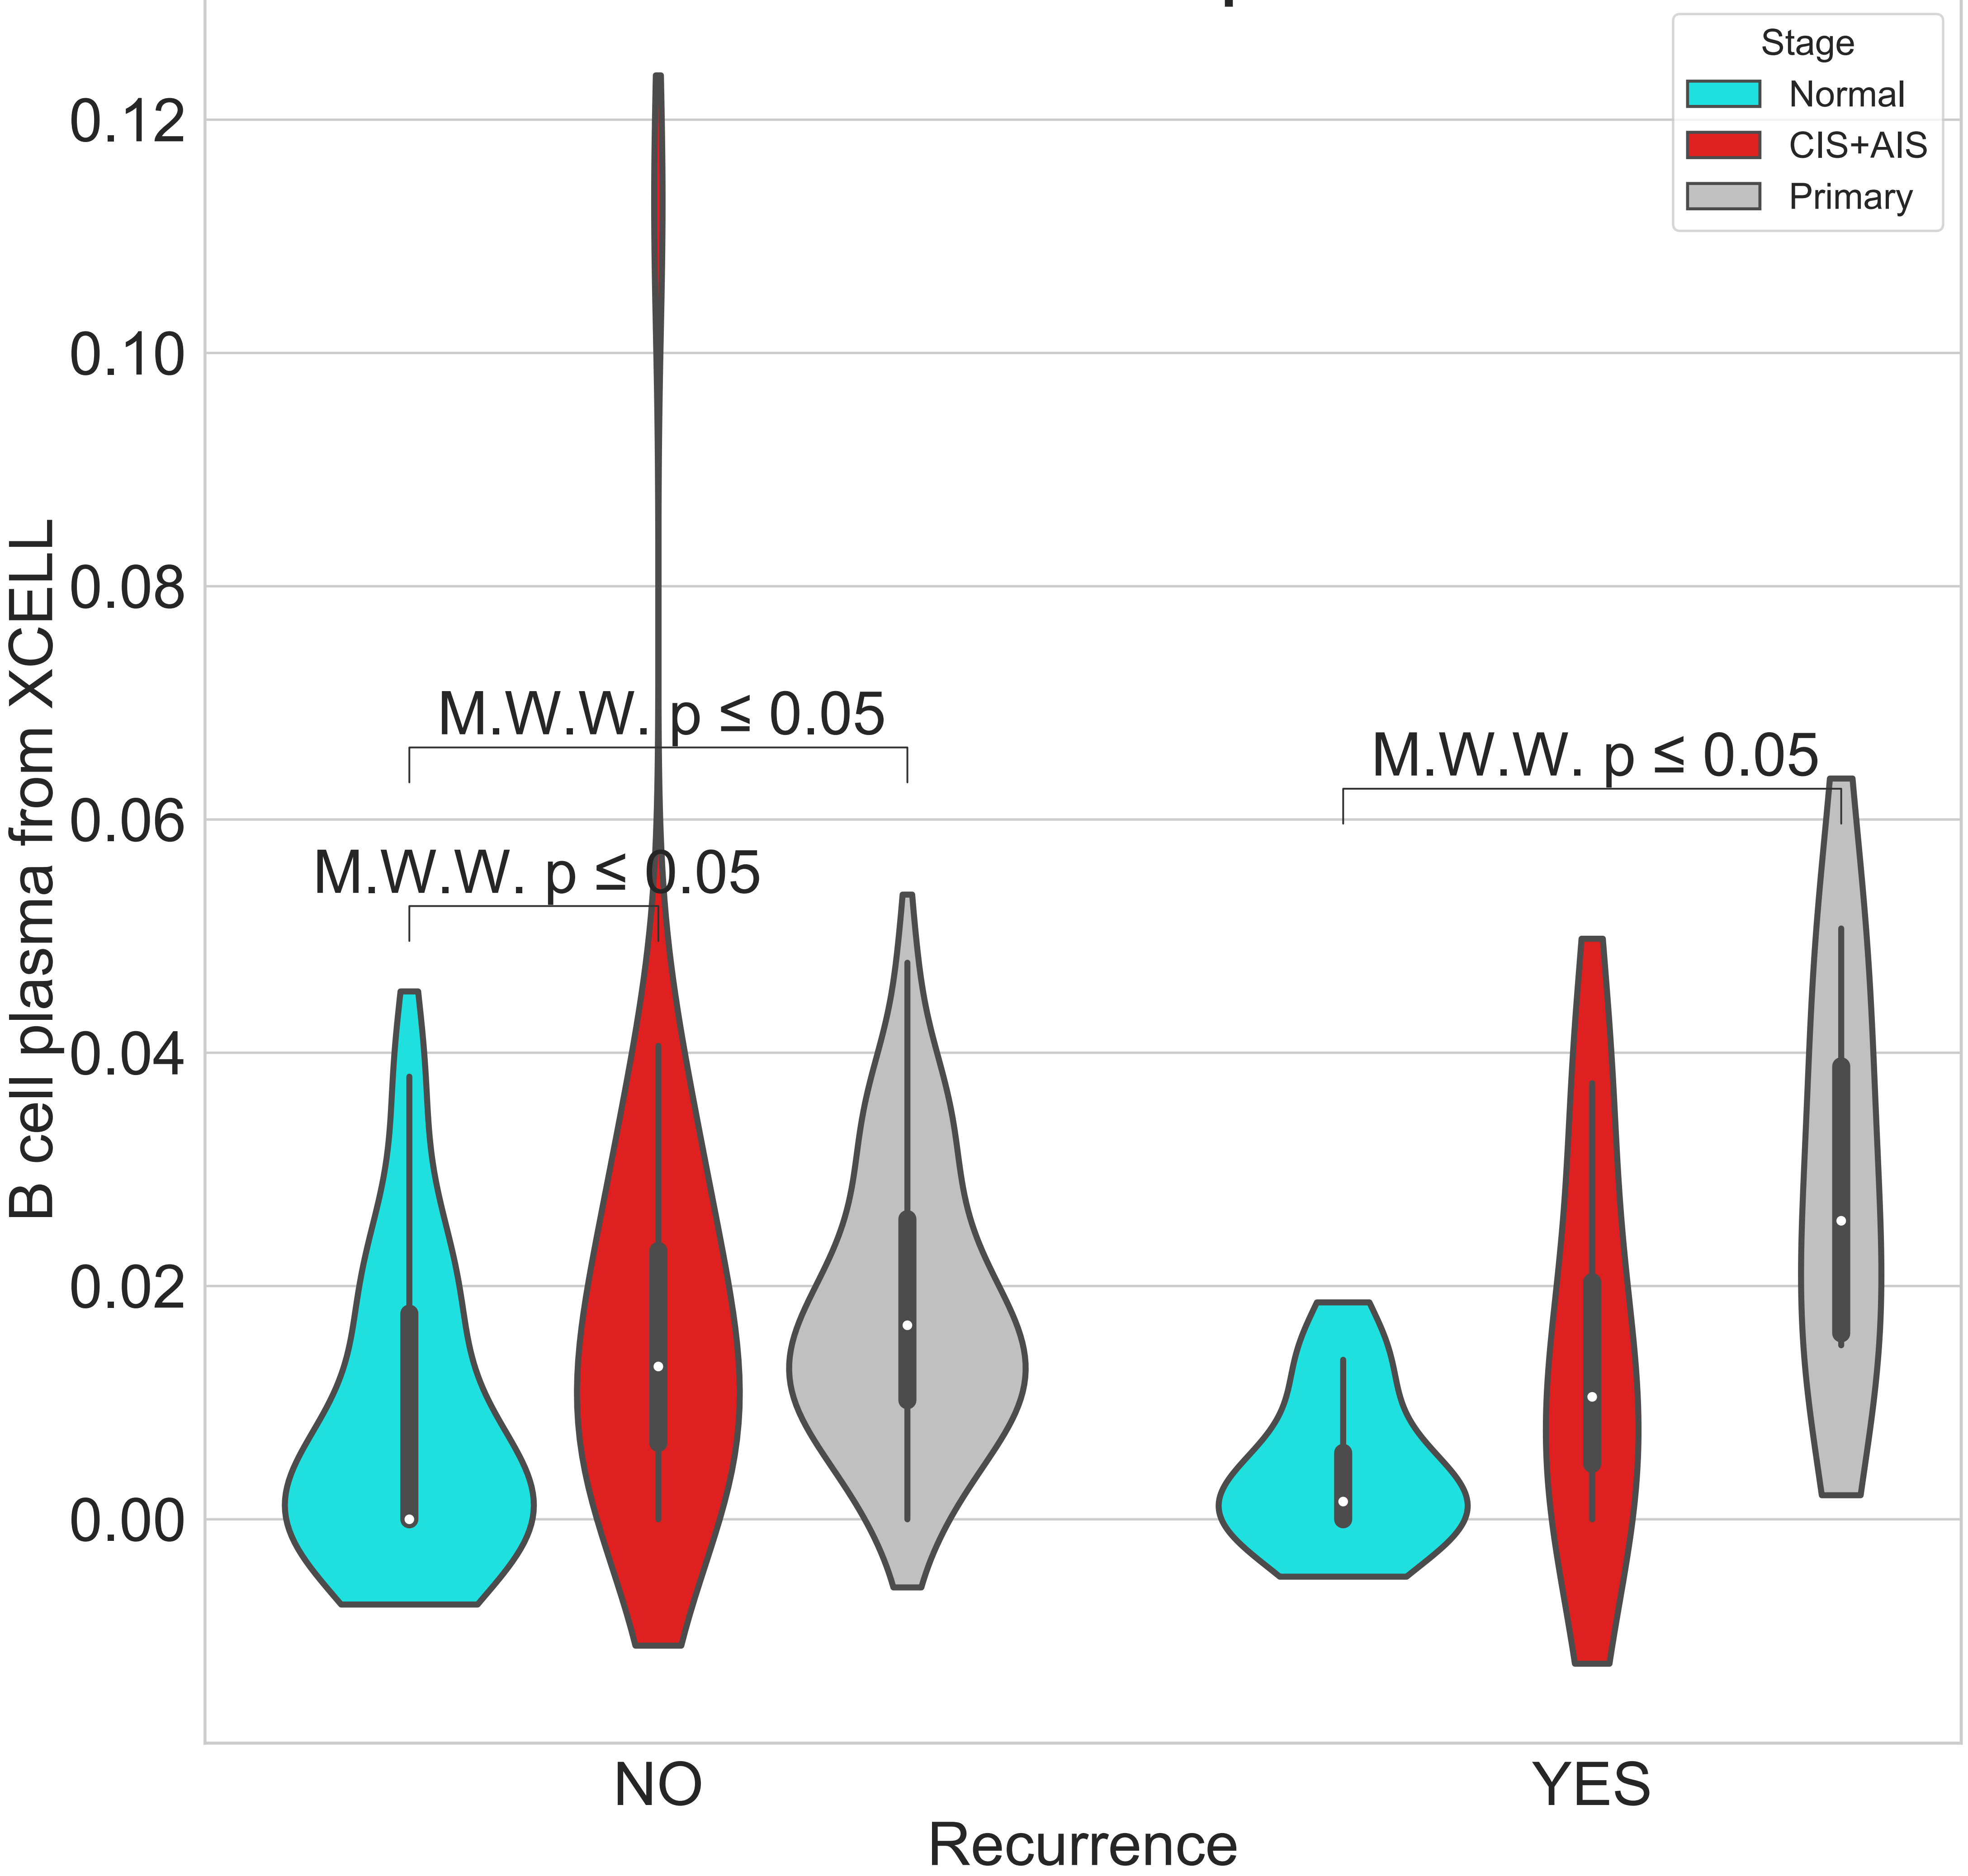 Stage
Normal
CIS+AIS
Primary
0.12
0.10
0.08
0.06
0.04
0.02
0.00
B cell plasma from XCELL
M.W.W. p ≤ 0.05
M.W.W. p ≤ 0.05
M.W.W. p ≤ 0.05
NO
YES
Recurrence